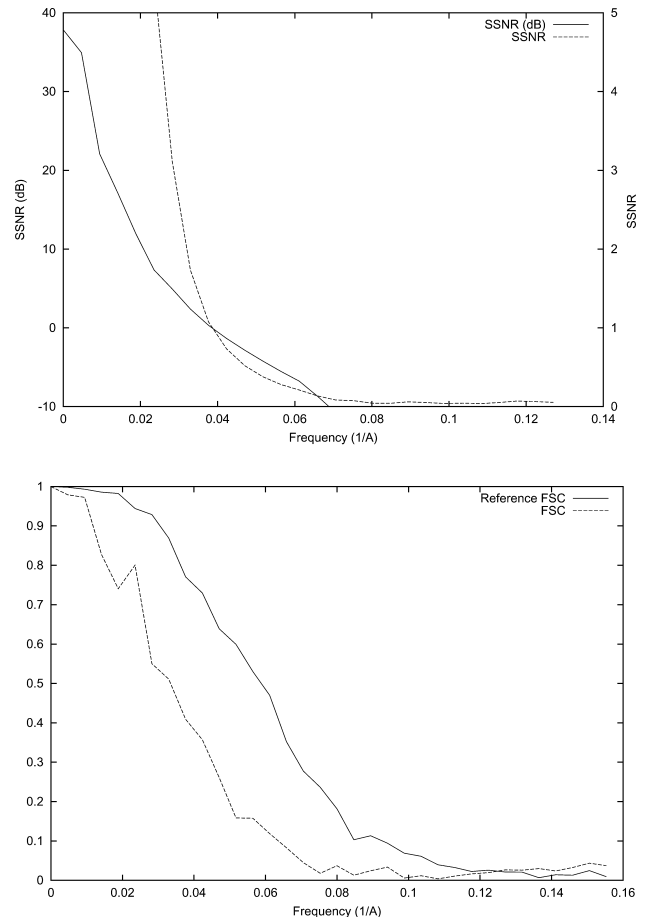 40
30
20
10
0
-10
SSNR (dB)
SSNR (dB)
SSNR
5
4
3
2
1
0
SSNR
0 0.02 0.04 0.06 0.08 0.1 0.12 0.14
Frequency (1/A)
1
0.9
0.8
0.7
0.6
0.5
0.4
0.3
0.2
0.1
0
Reference FSC
FSC
0 0.02 0.04 0.06 0.08 0.1 0.12 0.14 0.16
Frequency (1/A)